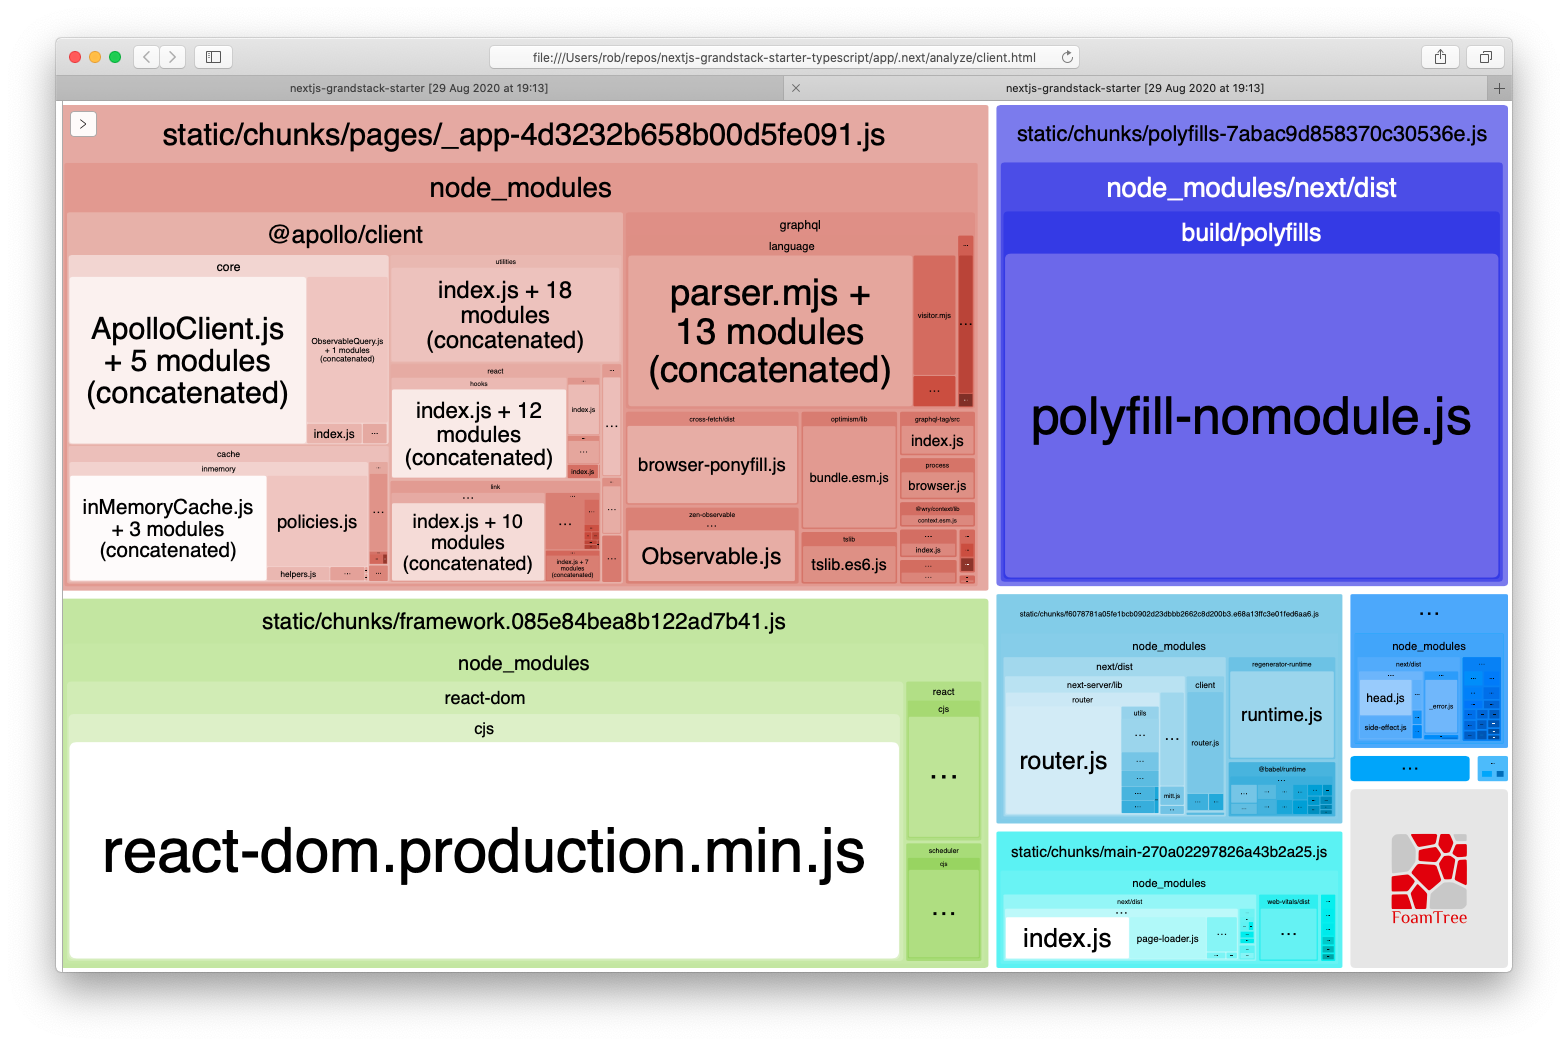 file:///Users/rob/repos/nextjs-grandstack-starter-typescript/app/.next/analyze/client.html
nextjs-grandstack-starter [29 Aug 2020 at 19:13]
nextjs-grandstack-starter [29 Aug 2020 at 19:13]
static/chunks/pages/_app-4d3232b658b00d5fe091.js
node_modules
@apollo/client
core
ApolloClient.js
+ 5 modules
(concatenated)
ObservableQuery.js
+ 1 modules
(concatenated)
index.js
...
cache
inmemory
inMemoryCache.js
+ 3 modules
(concatenated)
policies.js
helpers.js
...
utilities
index.js + 18
modules
(concatenated)
react
hooks
index.js + 12
modules
(concatenated)
index.js
...
index.js
link
...
index.js + 10
modules
(concatenated)
...
index.js + 7
modules
(concatenated)
graphql
language
parser.mjs +
13 modules
(concatenated)
visitor.mjs
...
cross-fetch/dist
browser-ponyfill.js
zen-observable
...
Observable.js
optimism/lib
bundle.esm.js
tslib
tslib.es6.js
graphql-tag/src
index.js
process
browser.js
@wry/context/lib
context.esm.js
...
index.js
...
...
static/chunks/polyfills-7abac9d858370c30536e.js
node_modules/next/dist
build/polyfills
polyfill-nomodule.js
static/chunks/framework.085e84bea8b122ad7b41.js
node_modules
react-dom
cjs
react-dom.production.min.js
react
cjs
...
scheduler
cjs
...
static/chunks/f6078781a05fe1bcb0902d23dbbb2662c8d200b3.e68a13ffc3e01fed6aa6.js
node_modules
next/dist
next-server/lib
router
router.js
utils
...
mitt.js
client
router.js
regenerator-runtime
runtime.js
@babel/runtime
...
...
node_modules
next/dist
...
head.js
side-effect.js
_error.js
...
static/chunks/main-270a02297826a43b2a25.js
node_modules
next/dist
...
index.js
page-loader.js
...
web-vitals/dist
...
FoamTree